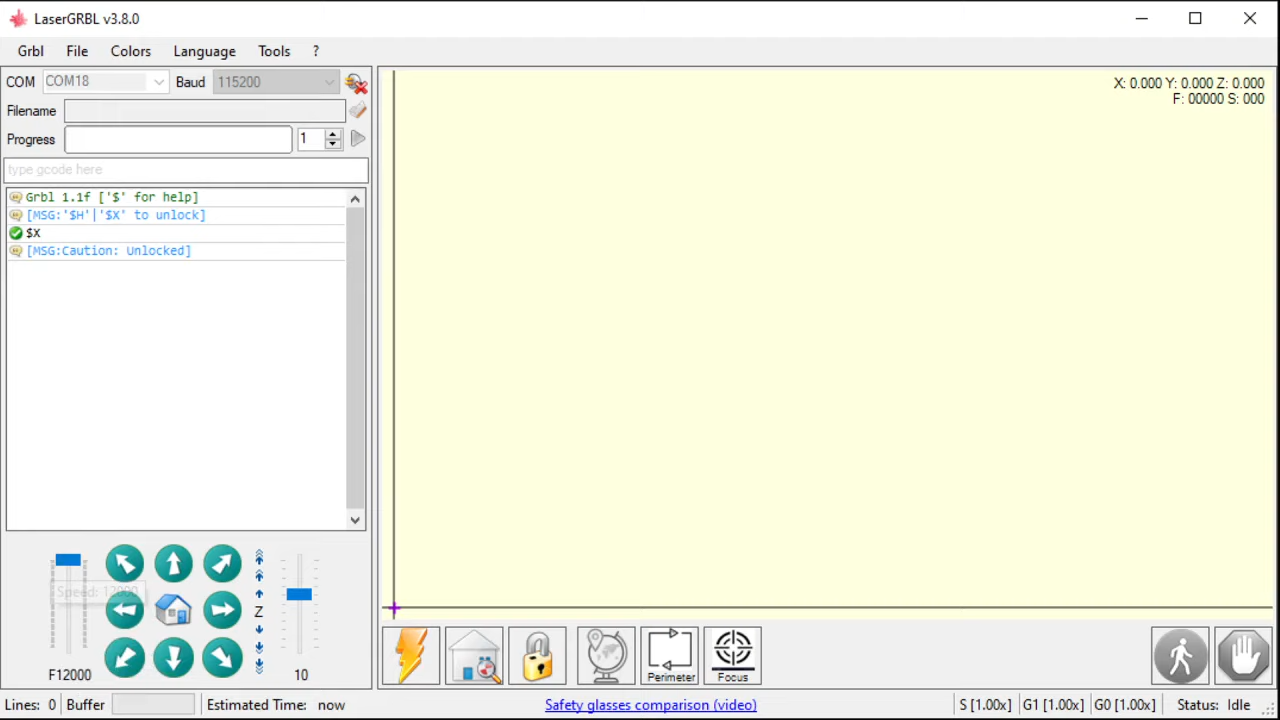 LaserGRBL v3.8.0
Grbl File Colors Language Tools ?
COM COM18 Baud 115200
Filename
Progress 1
type gcode here
Grbl 1.1f ['$' for help]
[MSG:'$H'|'$X' to unlock]
$X
[MSG:Caution: Unlocked]
X: 0.000 Y: 0.000 Z: 0.000
F: 00000 S: 000
Speed: 12000
Z
F12000
10
Perimeter
Focus
Lines: 0 Buffer Estimated Time: now Safety glasses comparison (video) S [1.00x] G1 [1.00x] G0 [1.00x] Status: Idle